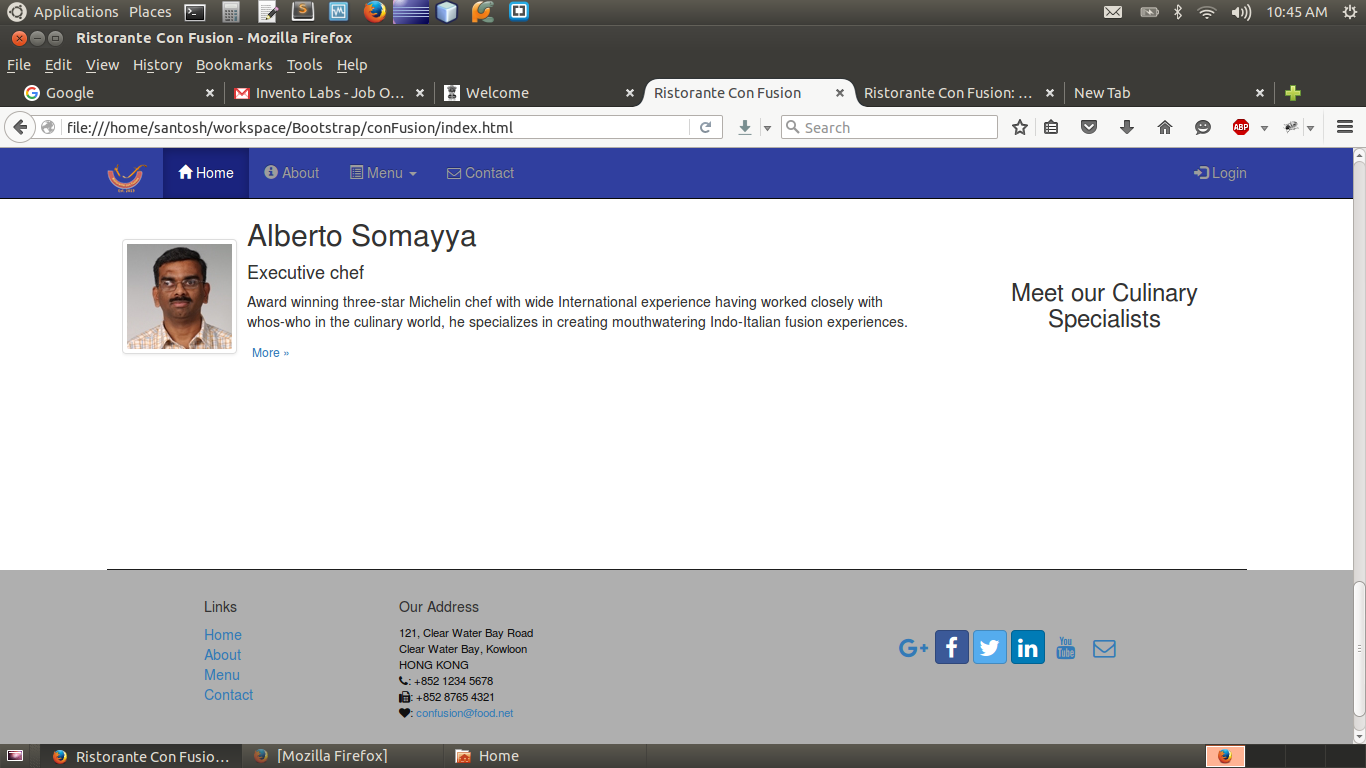 Applications Places 10:45 AM
Ristorante Con Fusion - Mozilla Firefox
File Edit View History Bookmarks Tools Help
Google Invento Labs - Job O... Welcome Ristorante Con Fusion Ristorante Con Fusion: ... New Tab
file:///home/santosh/workspace/Bootstrap/conFusion/index.html Search ABP
Home About Menu Contact Login
Alberto Somayya
Executive chef
Award winning three-star Michelin chef with wide International experience having worked closely with
whos-who in the culinary world, he specializes in creating mouthwatering Indo-Italian fusion experiences.
More »
Meet our Culinary
Specialists
Links
Home
About
Menu
Contact
Our Address
121, Clear Water Bay Road
Clear Water Bay, Kowloon
HONG KONG
: +852 1234 5678
: +852 8765 4321
: confusion@food.net
G+ f in You Tube
Ristorante Con Fusio... [Mozilla Firefox] Home